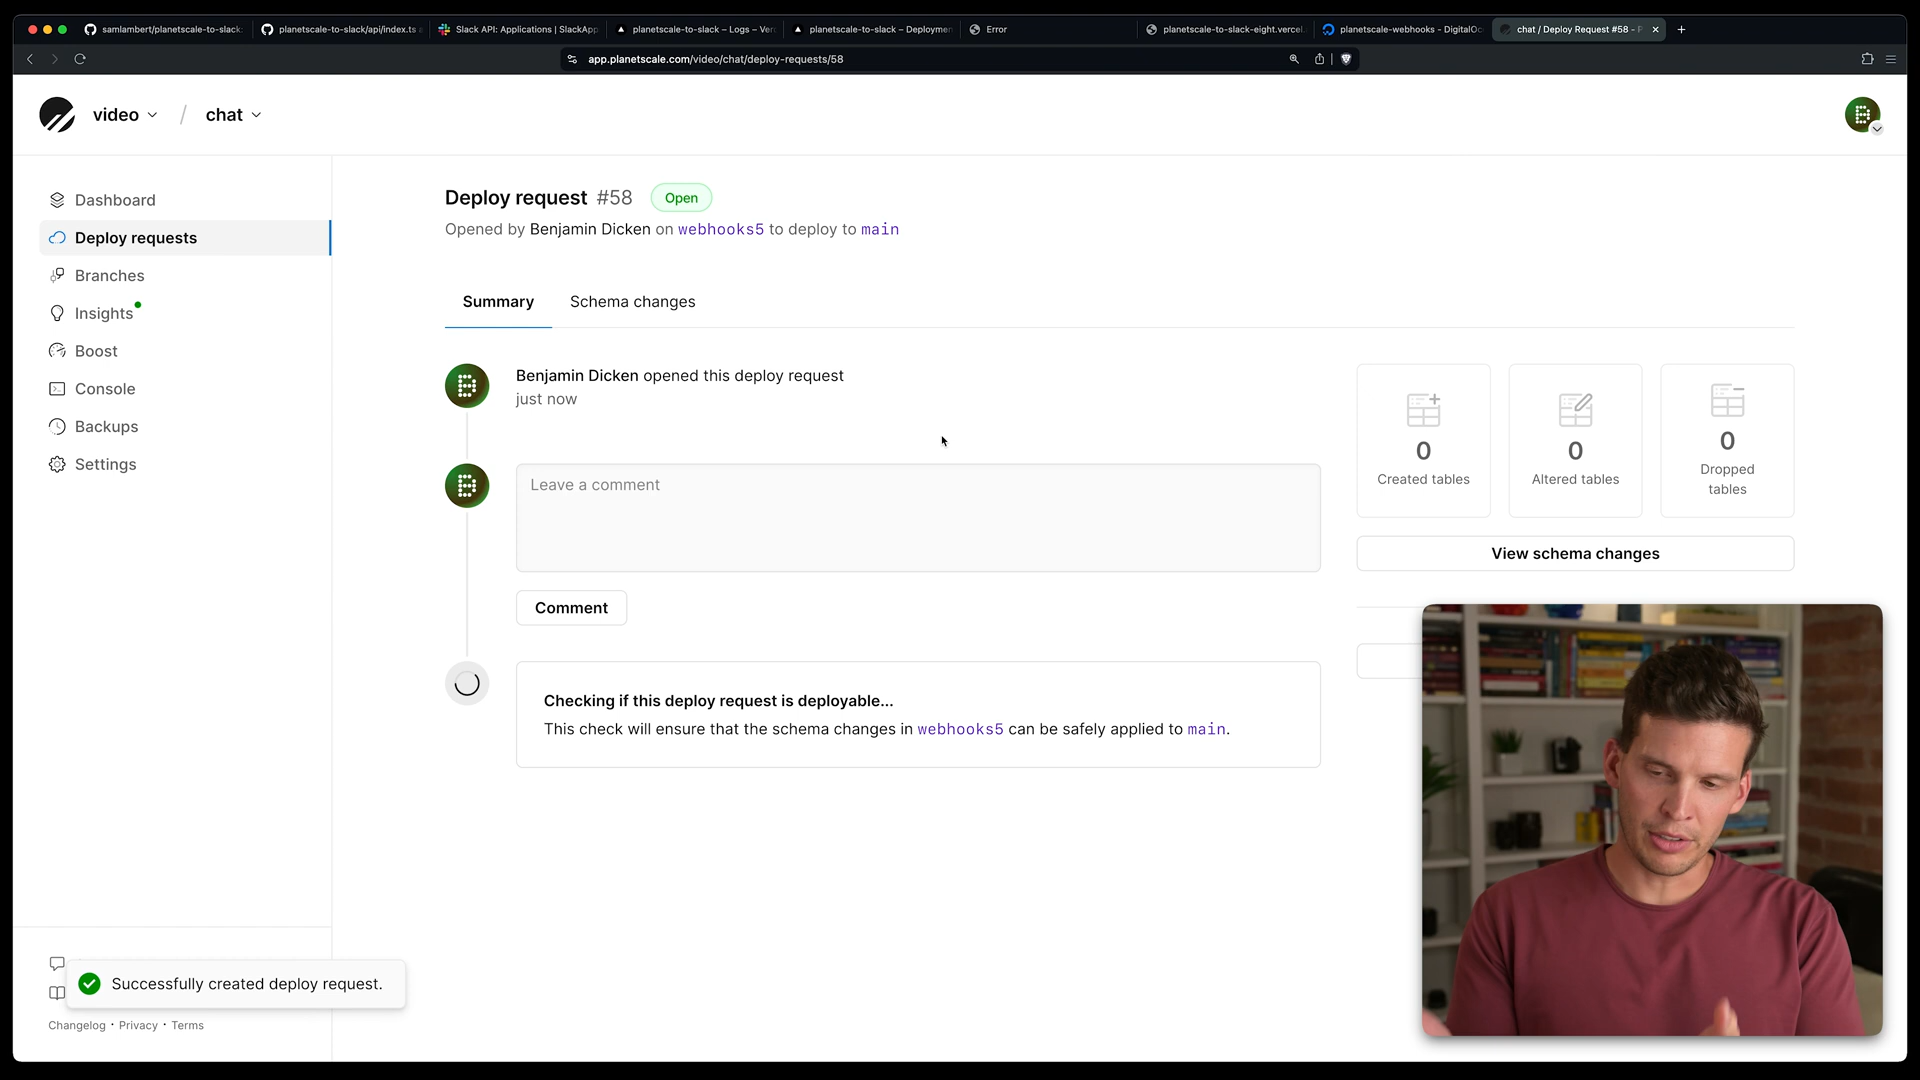 samlambert/planetscale-to-slack:
planetscale-to-slack/api/index.ts a
Slack API: Applications | SlackApp
planetscale-to-slack – Logs – Ver
planetscale-to-slack – Deploymen
Error
planetscale-to-slack-eight.vercel.
planetscale-webhooks - DigitalOc
chat / Deploy Request #58 - P
app.planetscale.com/video/chat/deploy-requests/58
video / chat
Dashboard
Deploy requests
Branches
Insights
Boost
Console
Backups
Settings
Deploy request #58 Open
Opened by Benjamin Dicken on webhooks5 to deploy to main
Summary Schema changes
Benjamin Dicken opened this deploy request
just now
Leave a comment
Comment
Checking if this deploy request is deployable...
This check will ensure that the schema changes in webhooks5 can be safely applied to main.
0
Created tables
0
Altered tables
0
Dropped
tables
View schema changes
Successfully created deploy request.
Changelog · Privacy · Terms